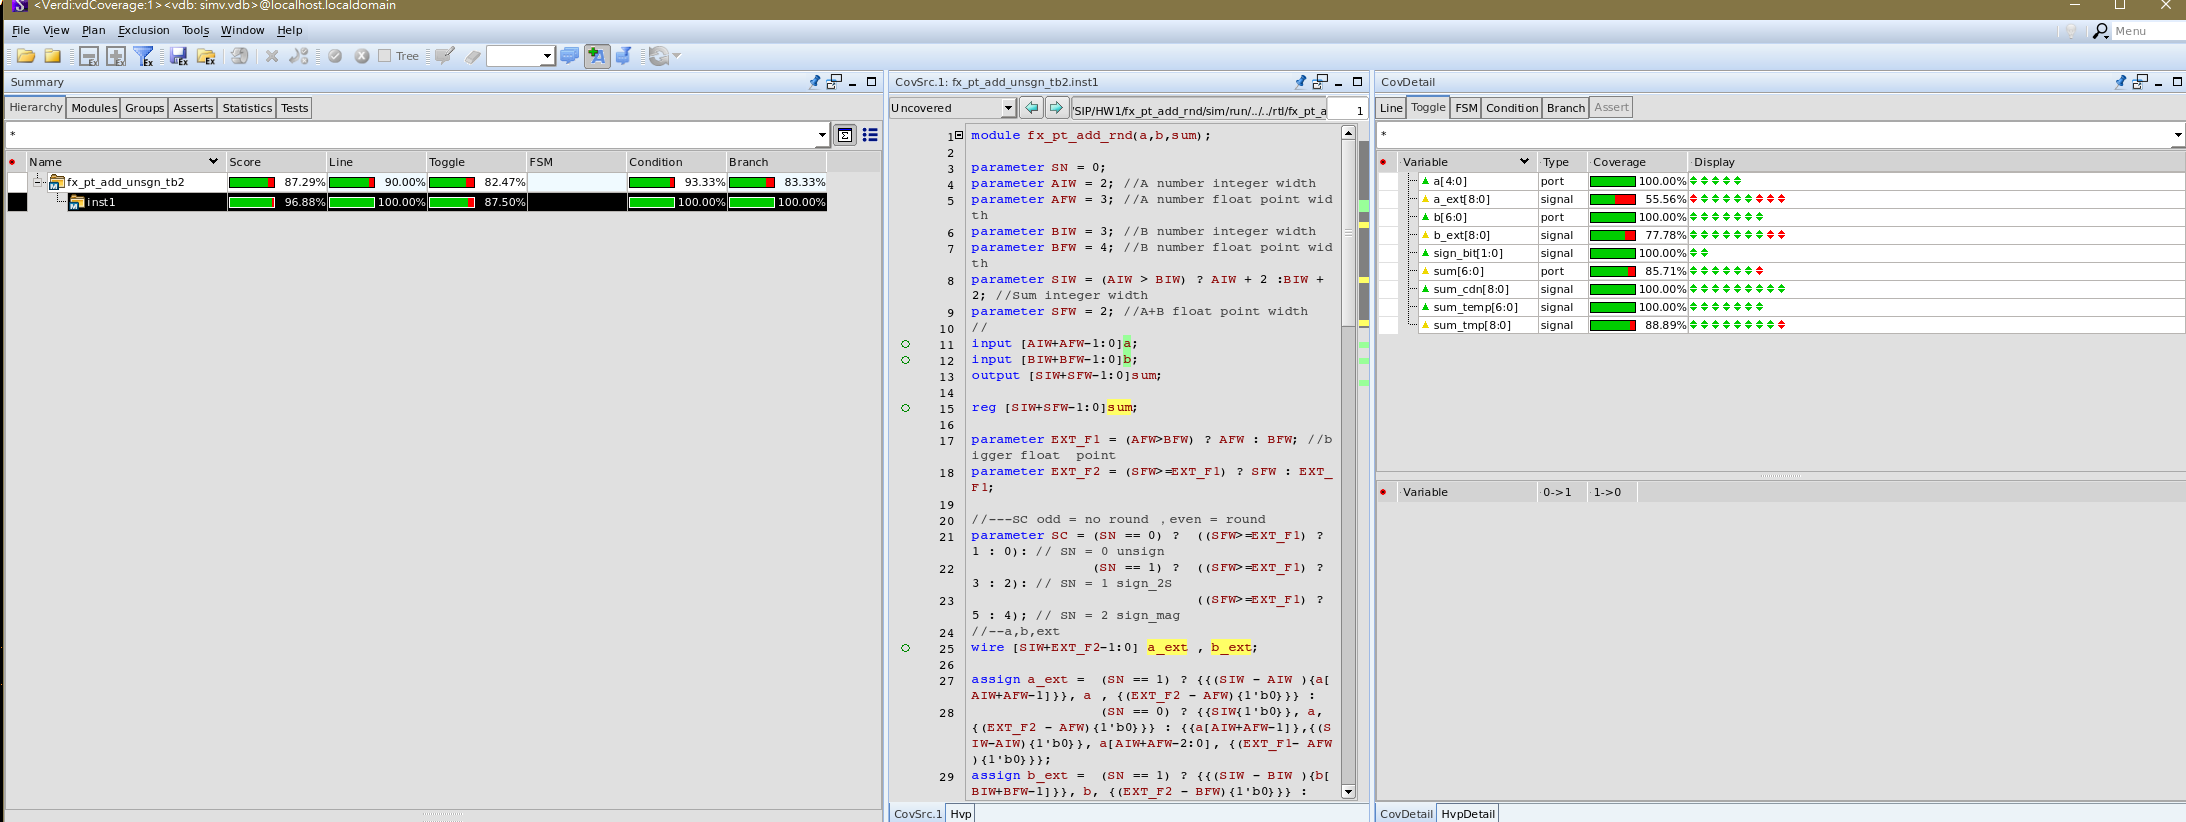 <Verdi:vdCoverage:1><vdb: simv.vdb>@localhost.localdomain
File View Plan Exclusion Tools Window Help
Menu
Tree
Summary
Hierarchy Modules Groups Asserts Statistics Tests
*
Name Score Line Toggle FSM Condition Branch
fx_pt_add_unsgn_tb2 87.29% 90.00% 82.47% 93.33% 83.33%
inst1 96.88% 100.00% 87.50% 100.00% 100.00%
CovSrc.1: fx_pt_add_unsgn_tb2.inst1
Uncovered 'SIP/HW1/fx_pt_add_rnd/sim/run/../../rtl/fx_pt_a 1
1 module fx_pt_add_rnd(a,b,sum);
2
3 parameter SN = 0;
4 parameter AIW = 2; //A number integer width
5 parameter AFW = 3; //A number float point wid
th
6 parameter BIW = 3; //B number integer width
7 parameter BFW = 4; //B number float point wid
th
8 parameter SIW = (AIW > BIW) ? AIW + 2 :BIW +
2; //Sum integer width
9 parameter SFW = 2; //A+B float point width
10 //
11 input [AIW+AFW-1:0]a;
12 input [BIW+BFW-1:0]b;
13 output [SIW+SFW-1:0]sum;
14
15 reg [SIW+SFW-1:0]sum;
16
17 parameter EXT_F1 = (AFW>BFW) ? AFW : BFW; //b
igger float  point
18 parameter EXT_F2 = (SFW>=EXT_F1) ? SFW : EXT_
F1;
19
20 //---SC odd = no round , even = round
21 parameter SC = (SN == 0) ?  ((SFW>=EXT_F1) ?
1 : 0): // SN = 0 unsign
22 (SN == 1) ?  ((SFW>=EXT_F1) ?
3 : 2): // SN = 1 sign_2S
23 ((SFW>=EXT_F1) ?
5 : 4); // SN = 2 sign_mag
24 //--a,b,ext
25 wire [SIW+EXT_F2-1:0] a_ext , b_ext;
26
27 assign a_ext =  (SN == 1) ? {{(SIW - AIW ){a[
AIW+AFW-1]}}, a , {(EXT_F2 - AFW){1'b0}}} :
28 (SN == 0) ? {{SIW{1'b0}}, a,
{(EXT_F2 - AFW){1'b0}}} : {{a[AIW+AFW-1]},{(S
IW-AIW){1'b0}}, a[AIW+AFW-2:0], {(EXT_F1- AFW
){1'b0}}};
29 assign b_ext =  (SN == 1) ? {{(SIW - BIW ){b[
BIW+BFW-1]}}, b, {(EXT_F2 - BFW){1'b0}}} :
CovSrc.1 Hvp
CovDetail
Line Toggle FSM Condition Branch Assert
*
Variable Type Coverage Display
a[4:0] port 100.00%
a_ext[8:0] signal 55.56%
b[6:0] port 100.00%
b_ext[8:0] signal 77.78%
sign_bit[1:0] signal 100.00%
sum[6:0] port 85.71%
sum_cdn[8:0] signal 100.00%
sum_temp[6:0] signal 100.00%
sum_tmp[8:0] signal 88.89%
Variable 0->1 1->0
CovDetail HvpDetail